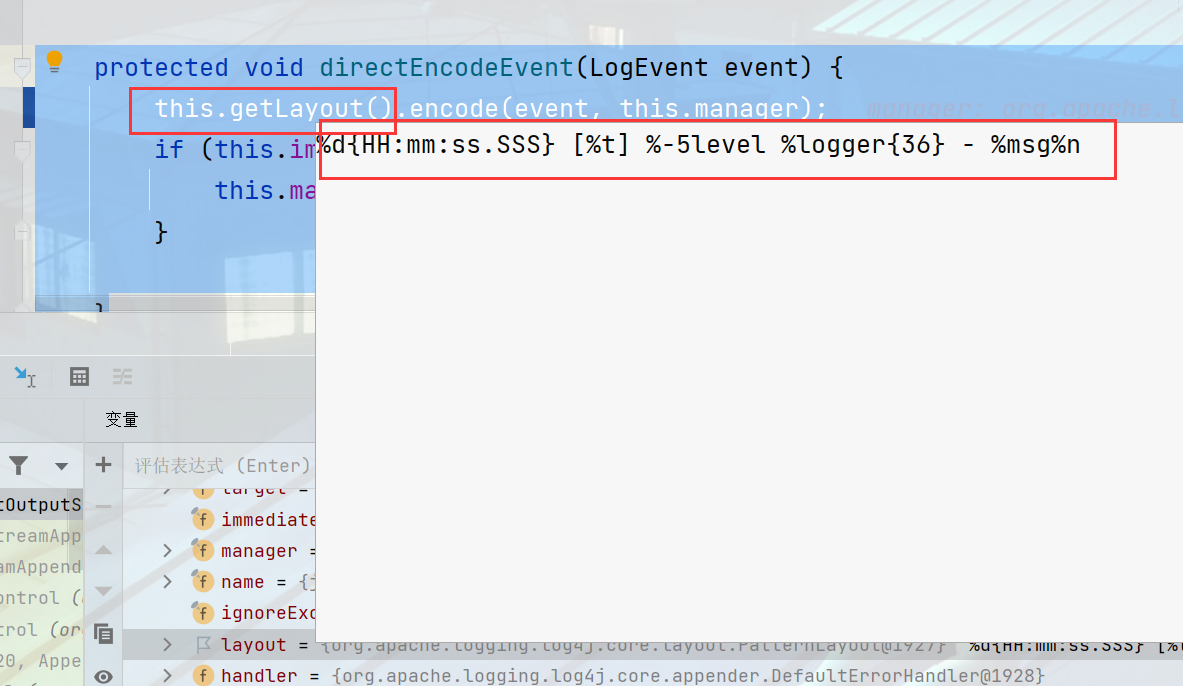 protected void directEncodeEvent(LogEvent event) {
this.getLayout().encode(event, this.manager); manager: org.apache.
if (this.im
%d{HH:mm:ss.SSS} [%t] %-5level %logger{36} - %msg%n
this.ma
}
}
变量
评估表达式 (Enter)
tOutputS
target =
treamApp
immediate
amAppend
manager =
ontrol (
name = {
trol (or
ignoreExc
layout = {org.apache.logging.log4j.core.layout.PatternLayout@1927} "%d{HH:mm:ss.SSS} [%t
20, Appe
handler = {org.apache.logging.log4j.core.appender.DefaultErrorHandler@1928}